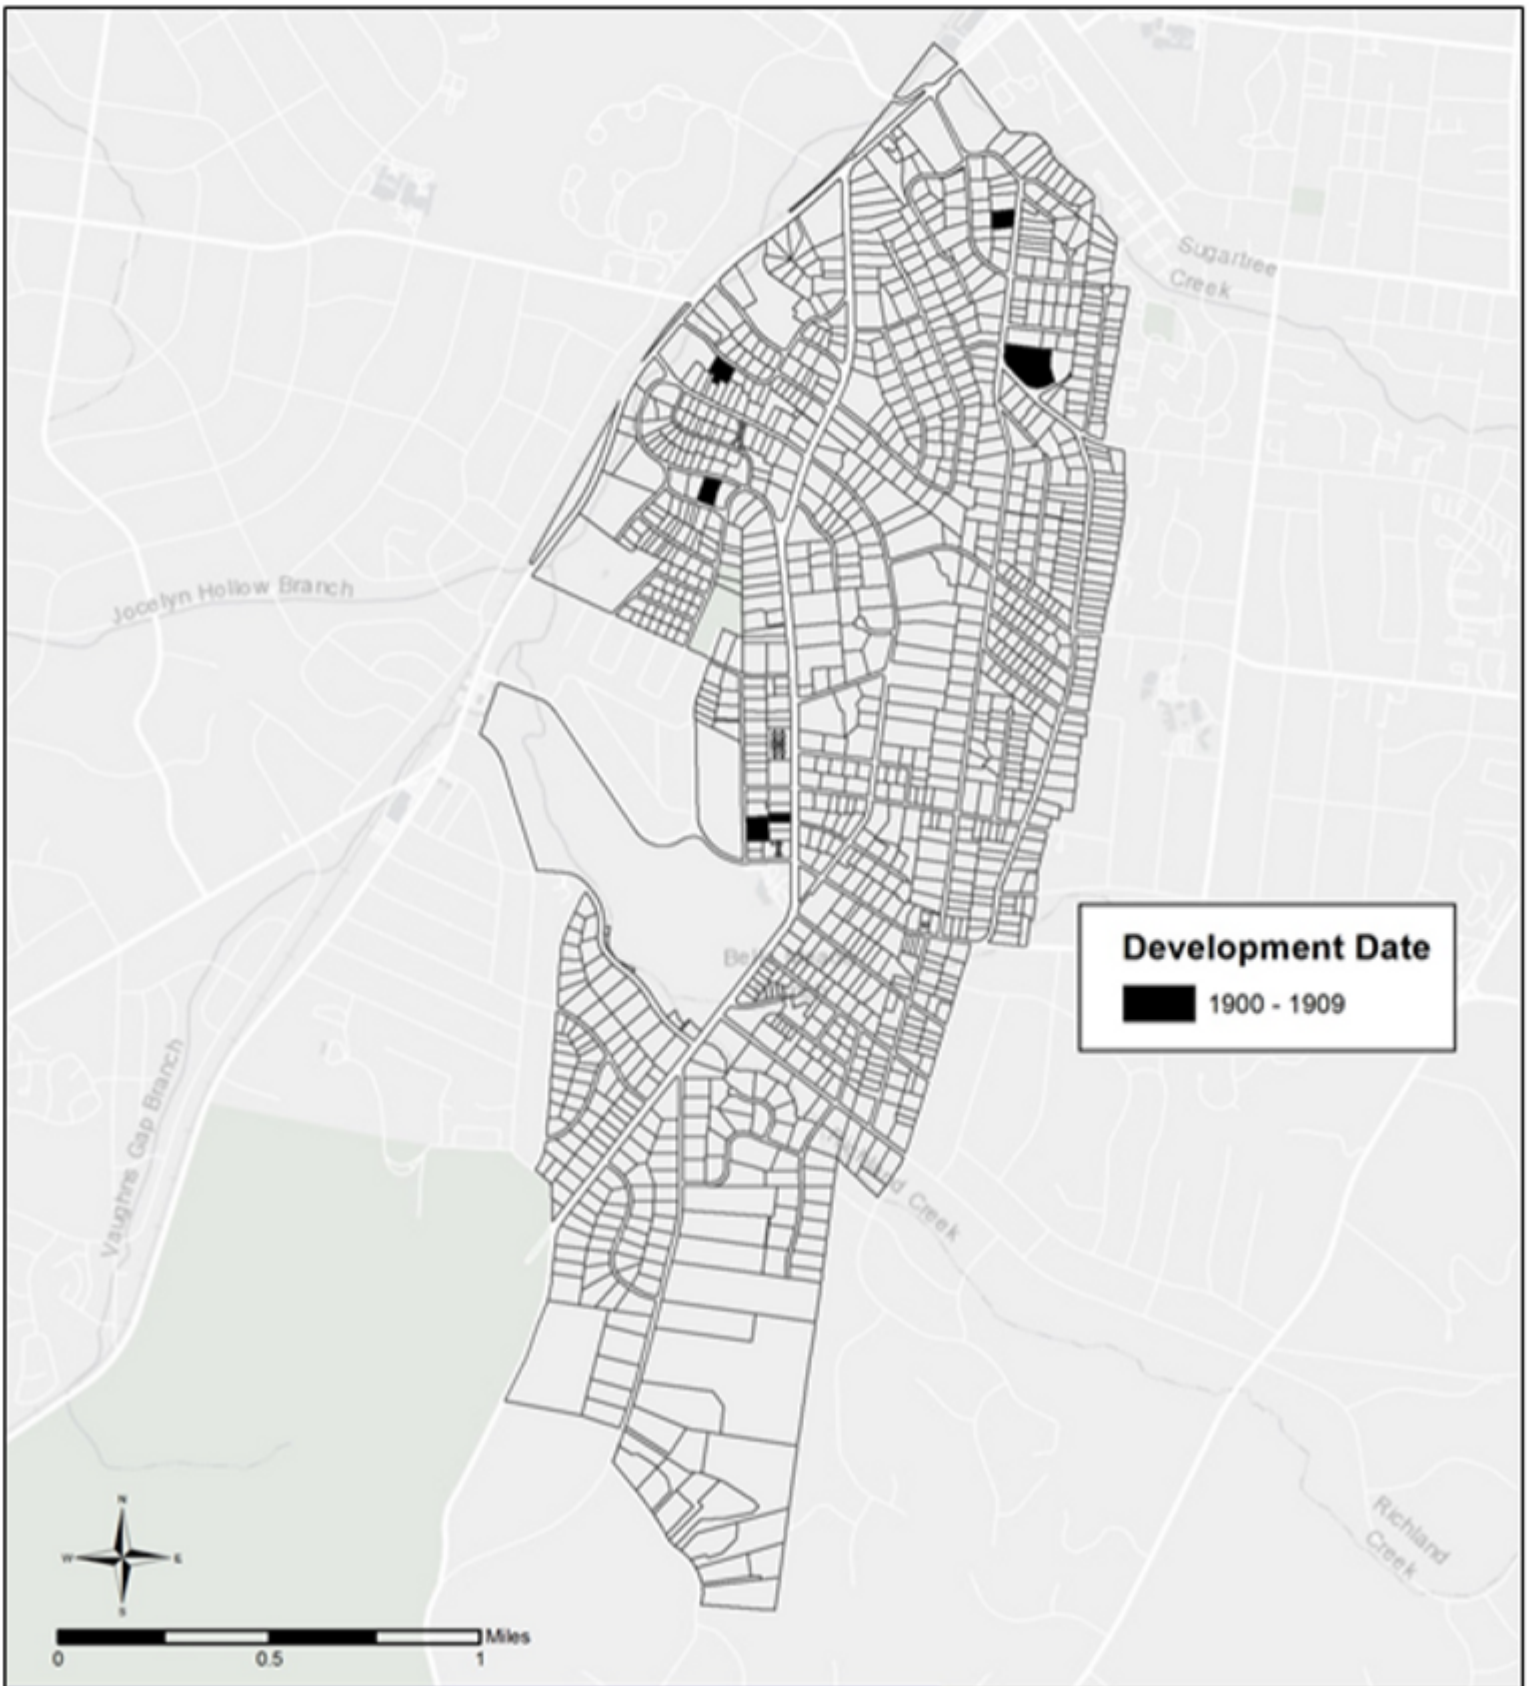 Sugartree
Creek
Jocelyn Hollow Branch
Development Date
1900 - 1909
Vaughns Gap Branch
Creek
Richland
Creek
N
W
E
S
Miles
0
0.5
1